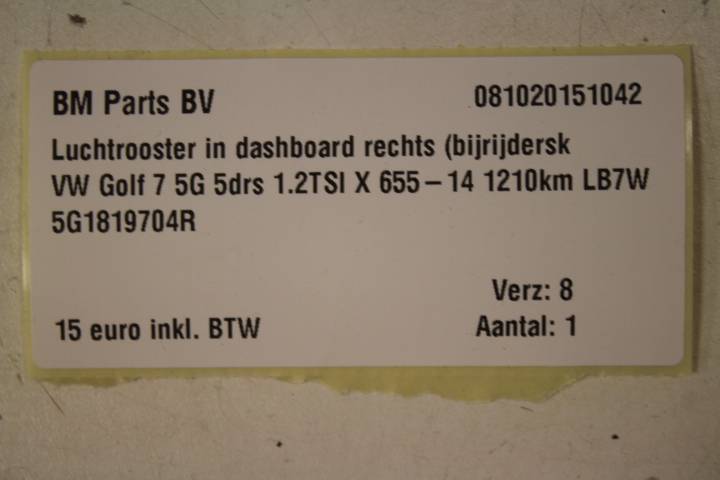 BM Parts BV 081020151042
Luchtrooster in dashboard rechts (bijrijdersk
VW Golf 7 5G 5drs 1.2TSI X 655-14 1210km LB7W
5G1819704R
Verz: 8
15 euro inkl. BTW Aantal: 1